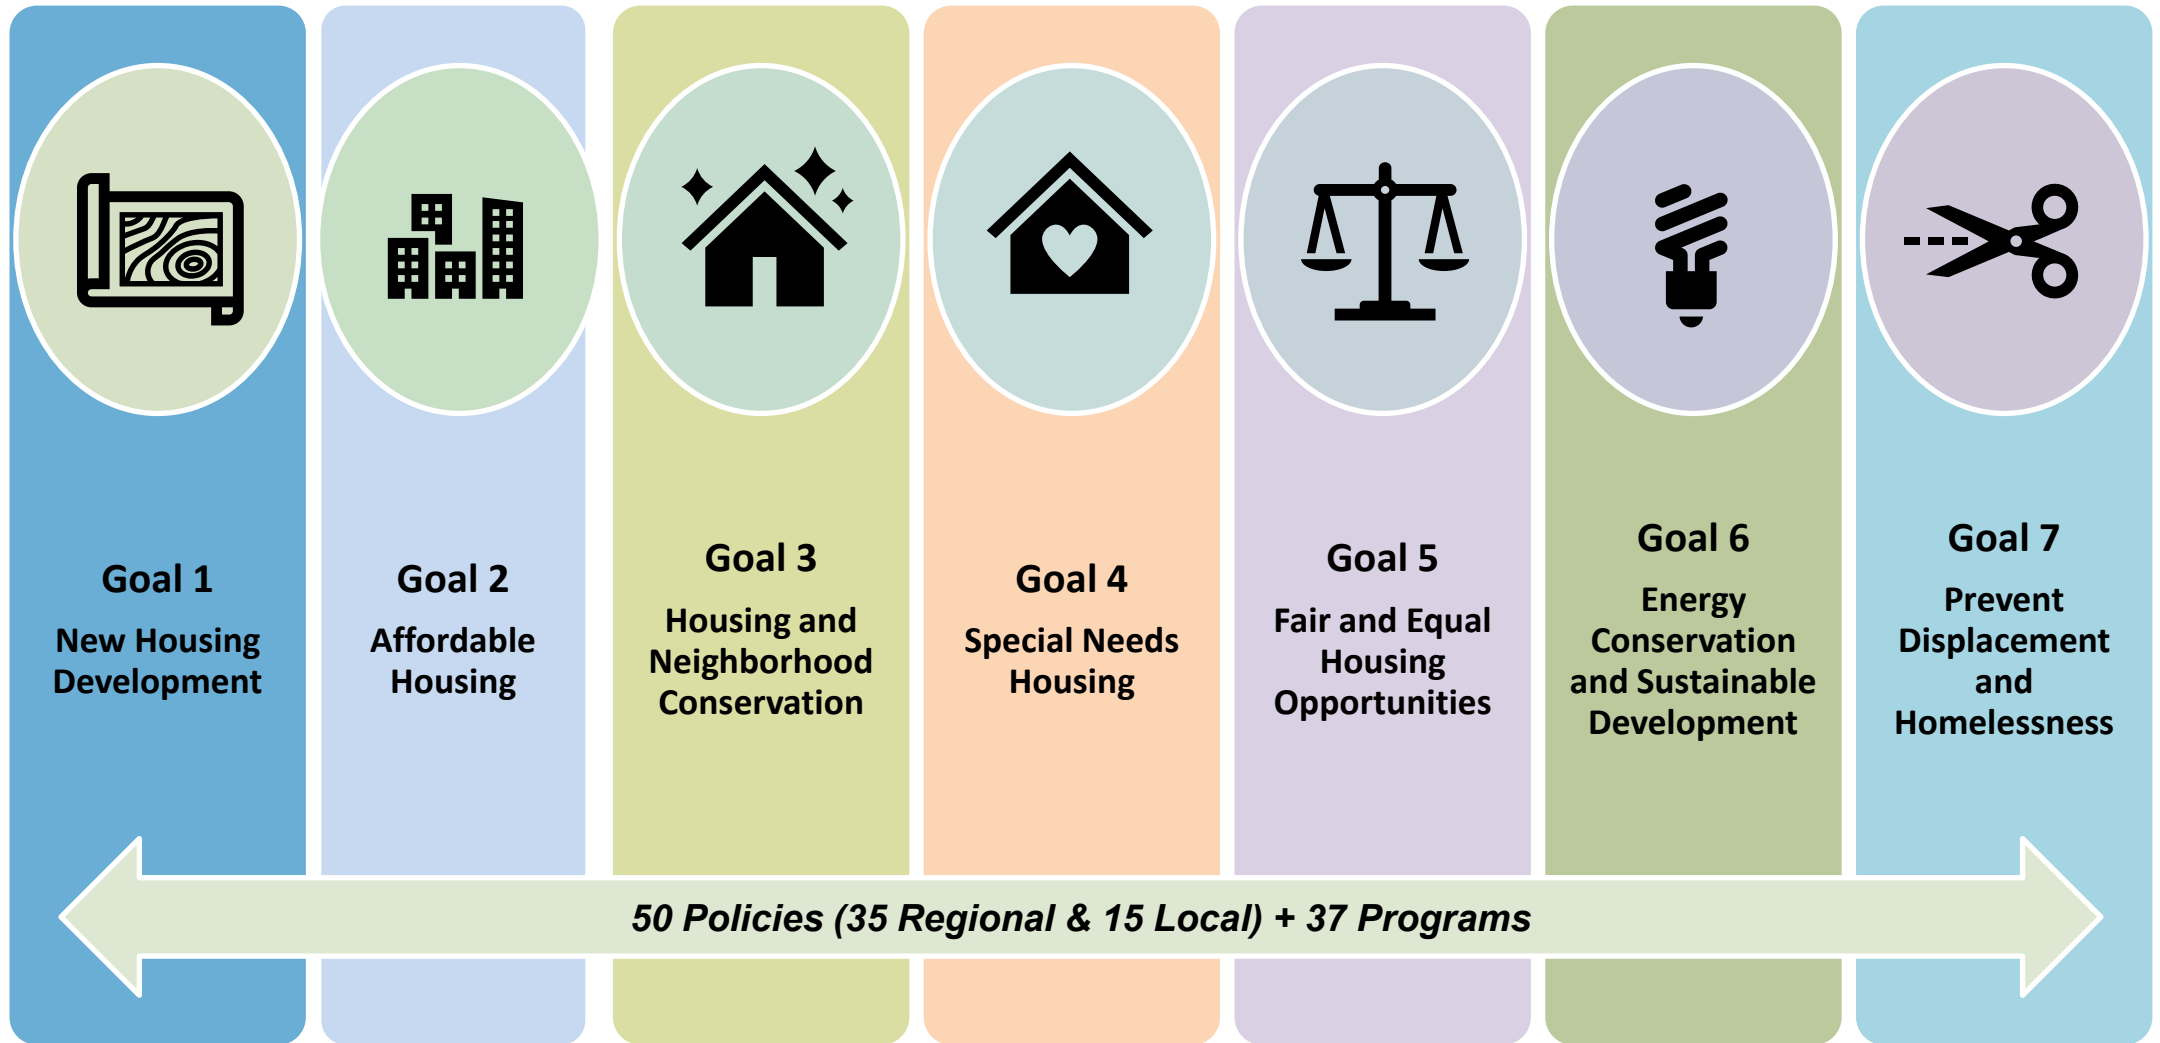 Goal 1
New Housing
Development
Goal 2
Affordable
Housing
Goal 3
Housing and
Neighborhood
Conservation
Goal 4
Special Needs
Housing
Goal 5
Fair and Equal
Housing
Opportunities
Goal 6
Energy
Conservation
and Sustainable
Development
Goal 7
Prevent
Displacement
and
Homelessness
50 Policies (35 Regional & 15 Local) + 37 Programs